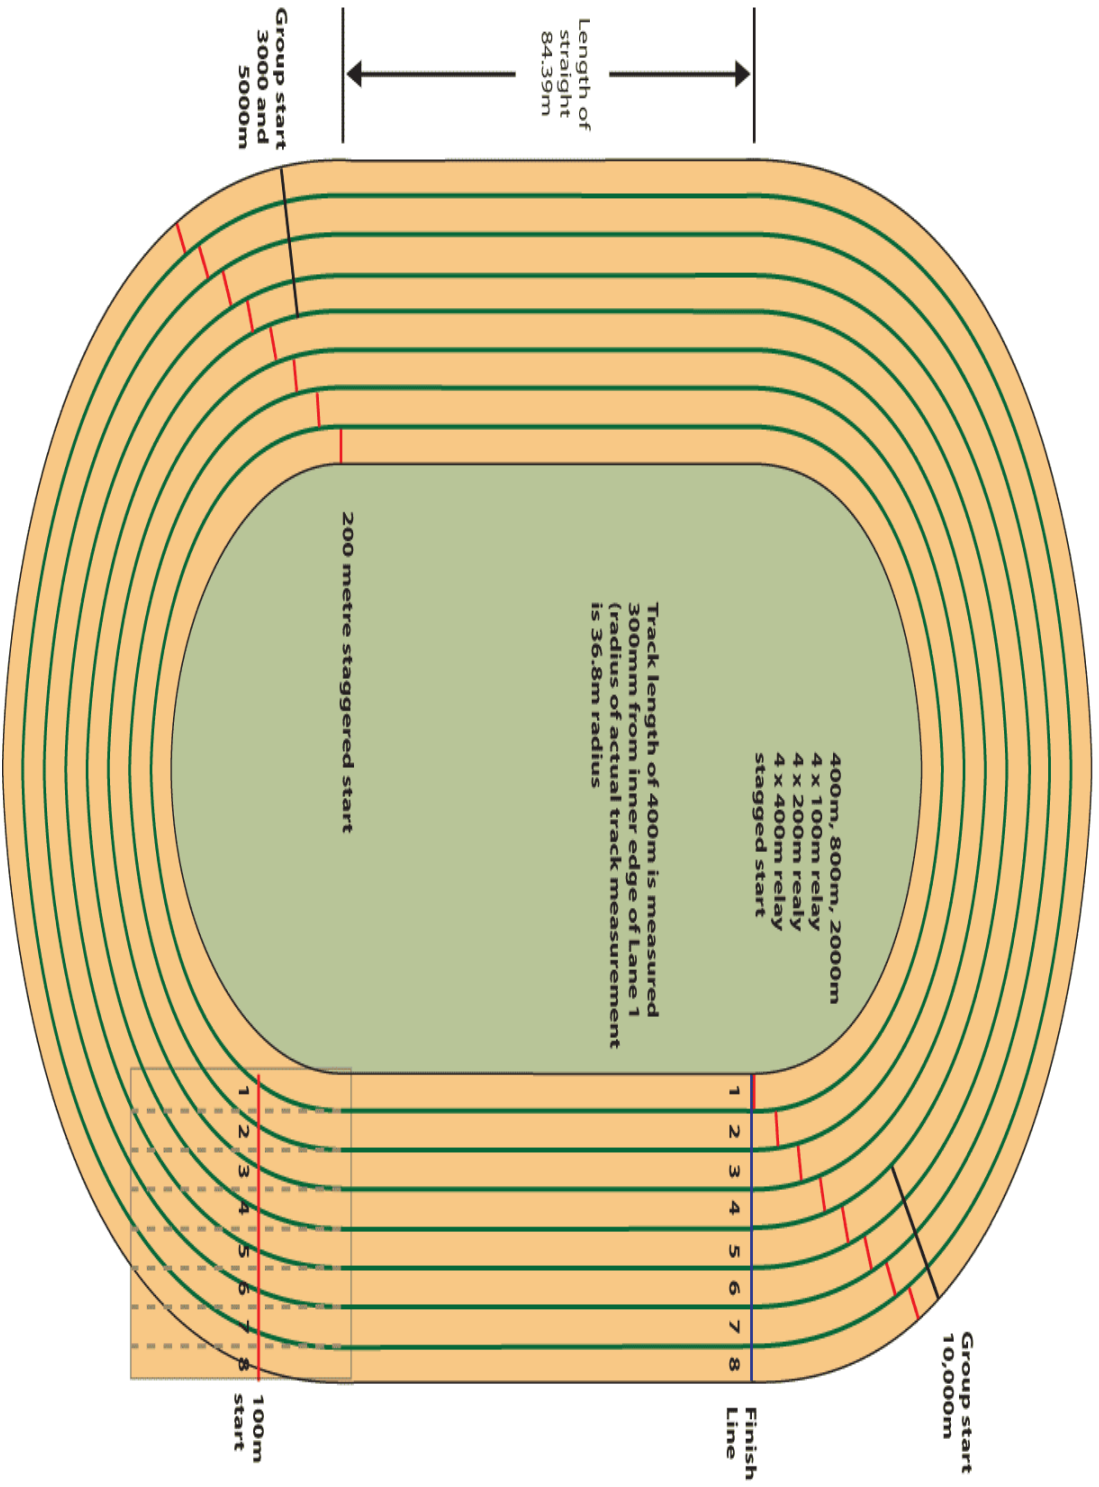 Length of
straight
84.39m
Group start
3000 and
5000m
200 metre staggered start
Track length of 400m is measured
300mm from inner edge of Lane 1
(radius of actual track measurement
is 36.8m radius
400m, 800m, 2000m
4 x 100m relay
4 x 200m realy
4 x 400m relay
stagged start
1 2 3 4 5 6 7 8
1 2 3 4 5 6 7 8
100m
start
Finish
Line
Group start
10,000m